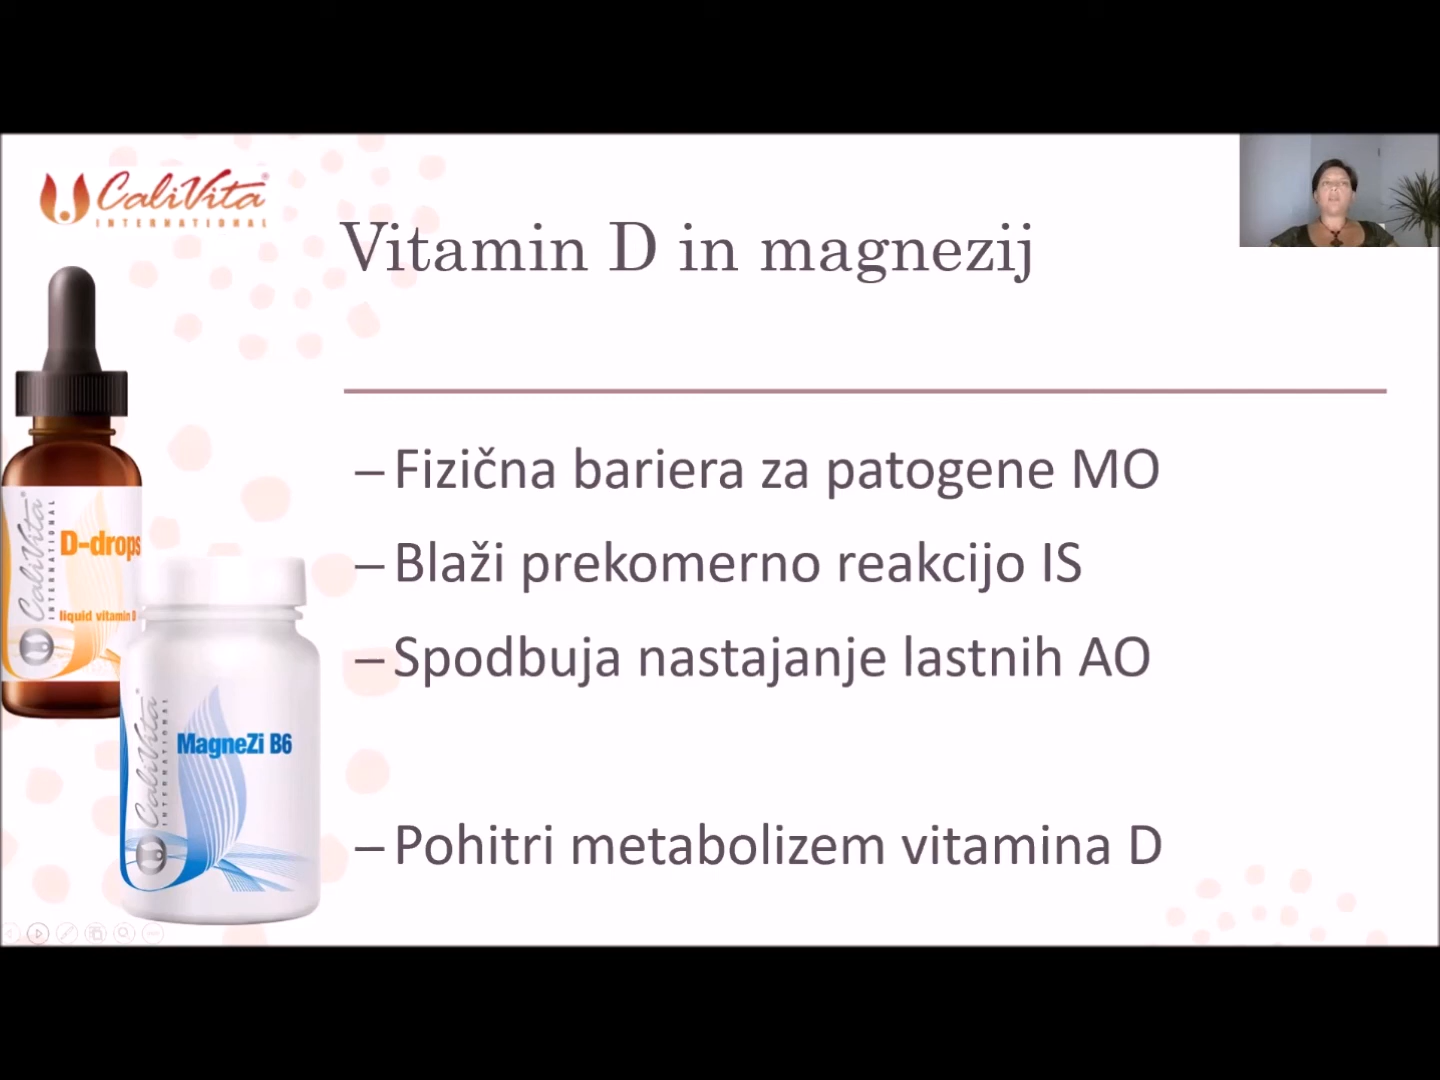 CaliVita
INTERNATIONAL
Vitamin D in magnezij
– Fizična bariera za patogene MO
– Blaži prekomerno reakcijo IS
– Spodbuja nastajanje lastnih AO
– Pohitri metabolizem vitamina D
CaliVita
INTERNATIONAL
D-drops
liquid vitamin D
CaliVita
INTERNATIONAL
MagneZi B6